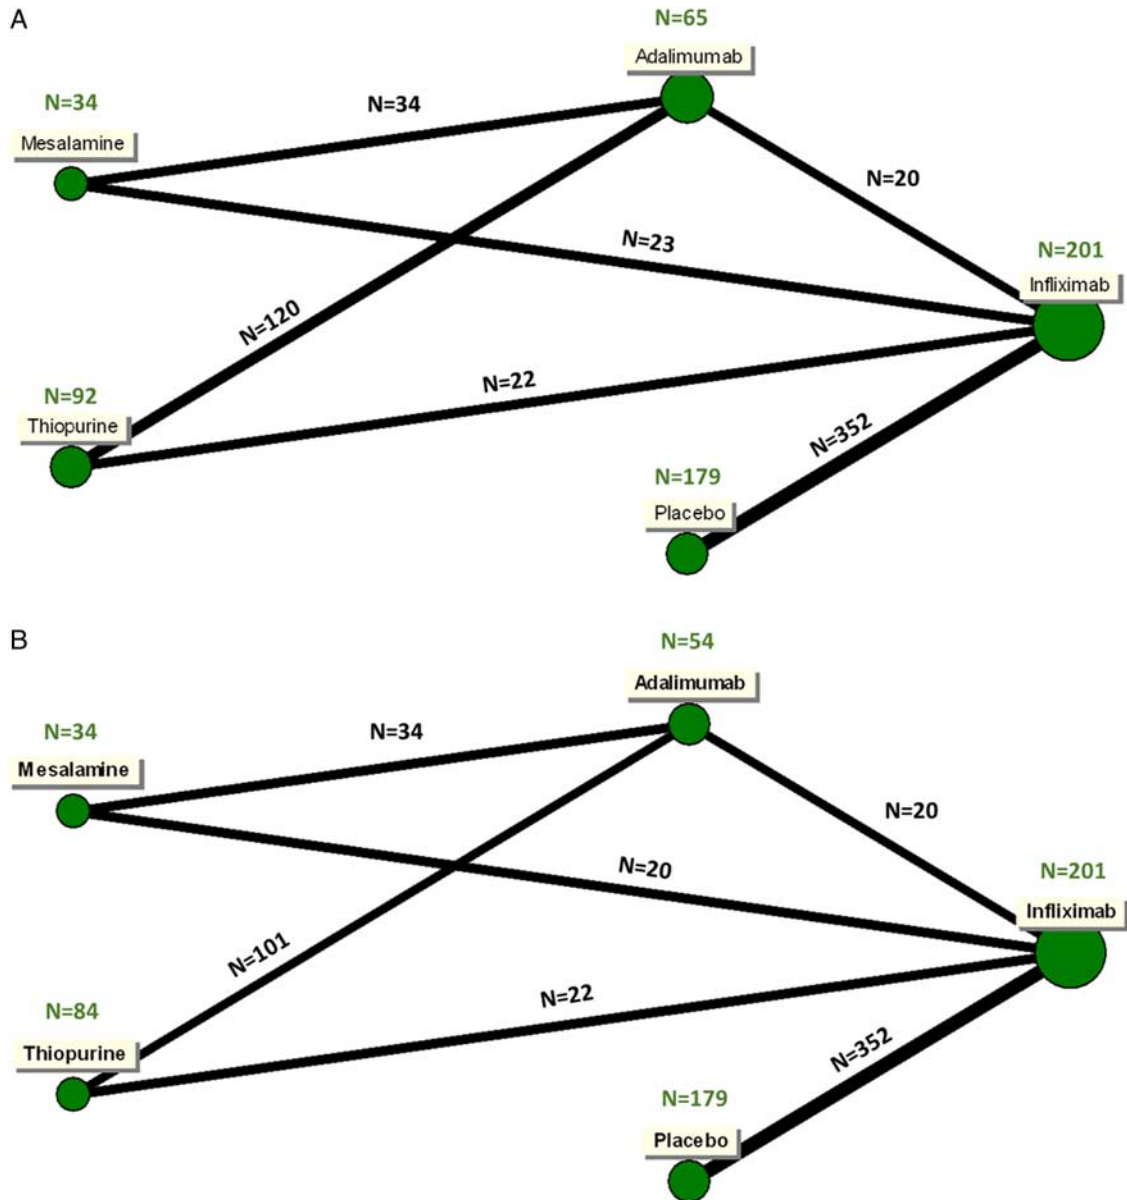 A
N=65
Adalimumab
N=34
Mesalamine
N=34
N=20
N=23
N=201
Infliximab
N=120
N=92
Thiopurine
N=22
N=352
N=179
Placebo
B
N=54
Adalimumab
N=34
Mesalamine
N=34
N=20
N=20
N=201
Infliximab
N=101
N=84
Thiopurine
N=22
N=352
N=179
Placebo